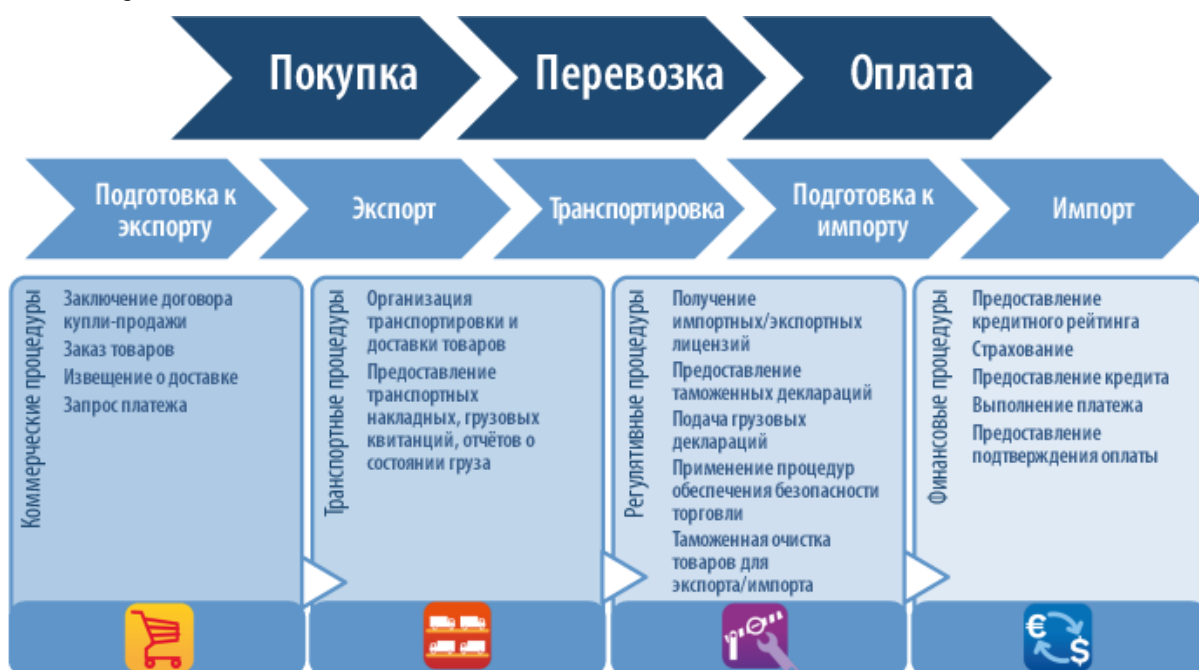 Покупка
Перевозка
Оплата
Подготовка к
экспорту
Экспорт
Транспортировка
Подготовка к
импорту
Импорт
Коммерческие процедуры
Заключение договора
купли-продажи
Заказ товаров
Извещение о доставке
Запрос платежа
Транспортные процедуры
Организация
транспортировки и
доставки товаров
Предоставление
транспортных
накладных, грузовых
квитанций, отчётов о
состоянии груза
Регулятивные процедуры
Получение
импортных/экспортных
лицензий
Предоставление
таможенных деклараций
Подача грузовых
деклараций
Применение процедур
обеспечения безопасности
торговли
Таможенная очистка
товаров для
экспорта/импорта
Финансовые процедуры
Предоставление
кредитного рейтинга
Страхование
Предоставление кредита
Выполнение платежа
Предоставление
подтверждения оплаты
€
$